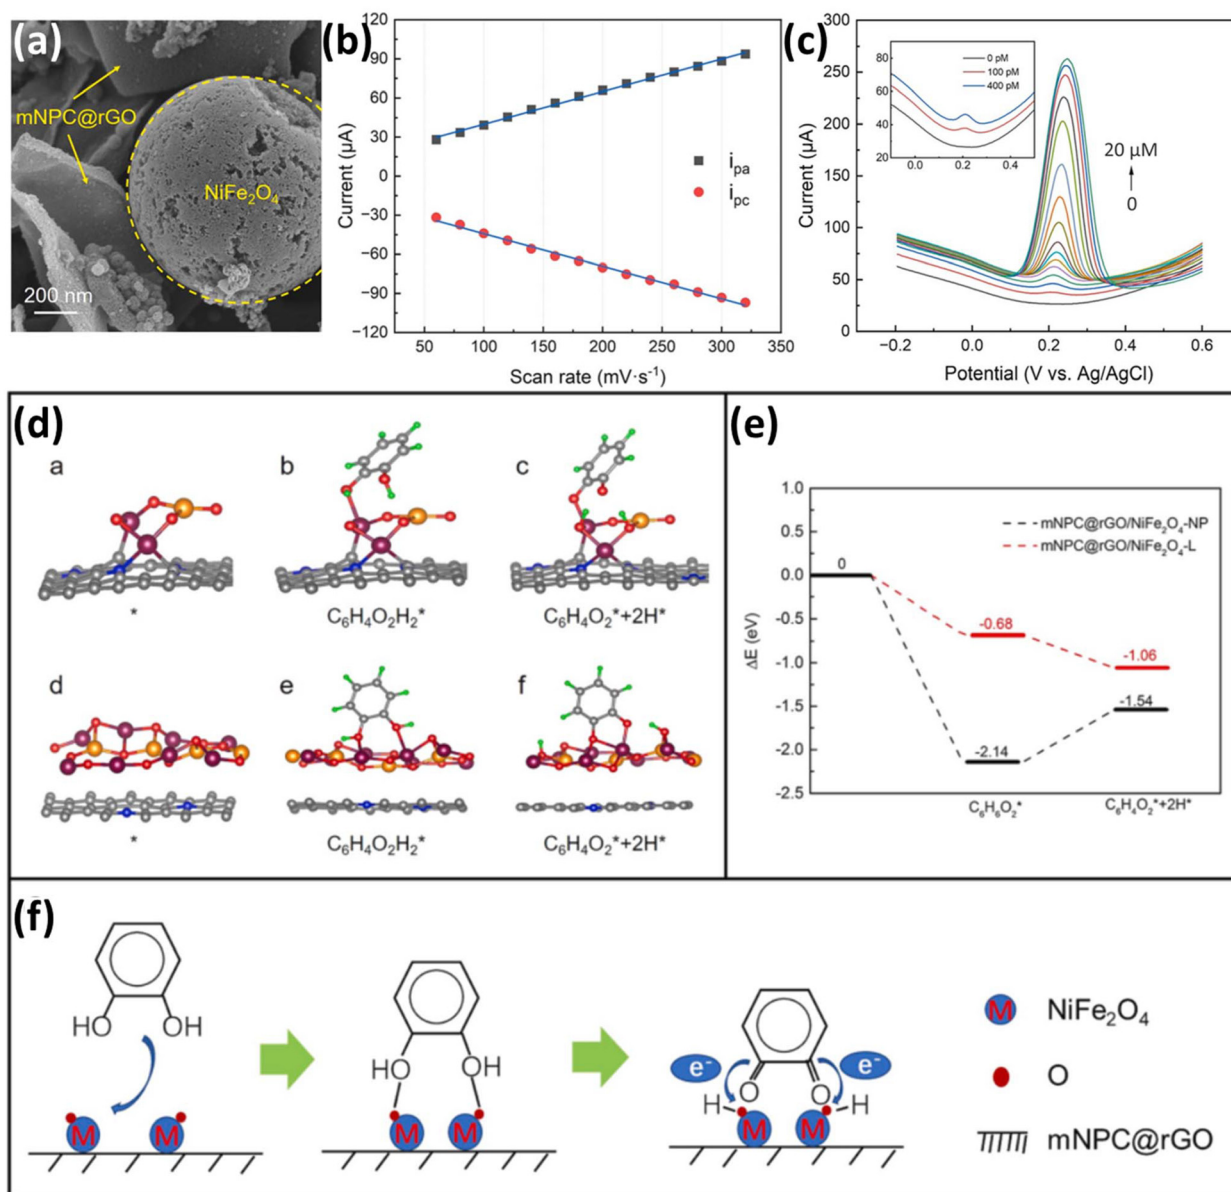 (a)
mNPC@rGO
NiFe₂O₄
200 nm
(b)
120
90
60
30
0
−30
−60
−90
−120
Current (μA)
iₚₐ
iₚ꜀
50 100 150 200 250 300 350
Scan rate (mV·s⁻¹)
(c)
300
250
200
150
100
50
0
Current (μA)
80
60
40
20
0 pM
100 pM
400 pM
0.0 0.2 0.4
20 μM
0
−0.2 0.0 0.2 0.4 0.6
Potential (V vs. Ag/AgCl)
(d)
a b c
* C₆H₄O₂H₂* C₆H₄O₂*+2H*
d e f
* C₆H₄O₂H₂* C₆H₄O₂*+2H*
(e)
1.0
0.5
0.0
-0.5
-1.0
-1.5
-2.0
-2.5
ΔE (eV)
mNPC@rGO/NiFe₂O₄-NP
mNPC@rGO/NiFe₂O₄-L
0
-0.68
-1.06
-1.54
-2.14
C₆H₆O₂* C₆H₄O₂*+2H*
(f)
HO OH
M M
HO OH
M M
e⁻ e⁻
O O
H H
M M
M NiFe₂O₄
O
mNPC@rGO